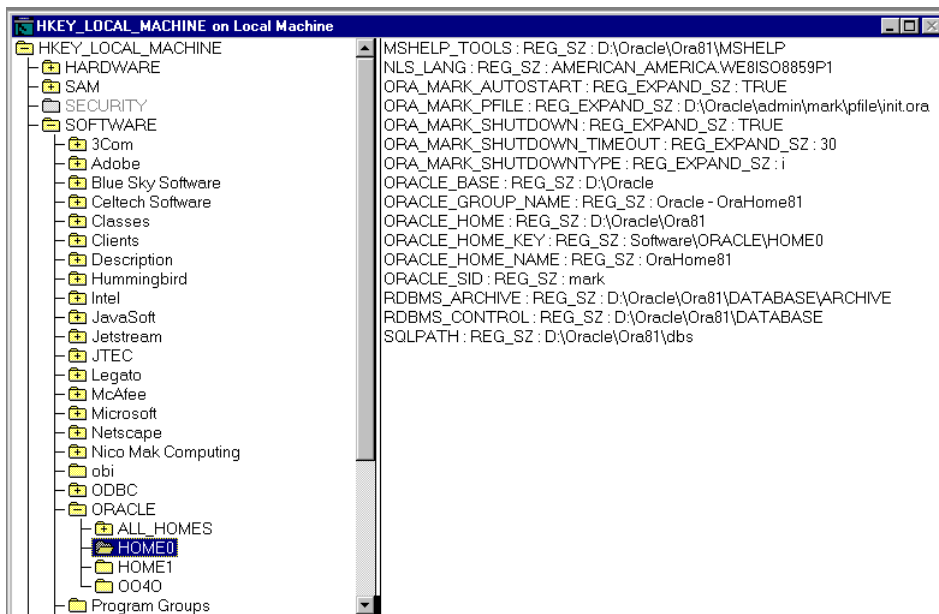 HKEY_LOCAL_MACHINE on Local Machine
HKEY_LOCAL_MACHINE
HARDWARE
SAM
SECURITY
SOFTWARE
3Com
Adobe
Blue Sky Software
Celtech Software
Classes
Clients
Description
Hummingbird
Intel
JavaSoft
Jetstream
JTEC
Legato
McAfee
Microsoft
Netscape
Nico Mak Computing
obi
ODBC
ORACLE
ALL_HOMES
HOME0
HOME1
OO4O
Program Groups
MSHELP_TOOLS : REG_SZ : D:\Oracle\Ora81\MSHELP
NLS_LANG : REG_SZ : AMERICAN_AMERICA.WE8ISO8859P1
ORA_MARK_AUTOSTART : REG_EXPAND_SZ : TRUE
ORA_MARK_PFILE : REG_EXPAND_SZ : D:\Oracle\admin\mark\pfile\init.ora
ORA_MARK_SHUTDOWN : REG_EXPAND_SZ : TRUE
ORA_MARK_SHUTDOWN_TIMEOUT : REG_EXPAND_SZ : 30
ORA_MARK_SHUTDOWNTYPE : REG_EXPAND_SZ : i
ORACLE_BASE : REG_SZ : D:\Oracle
ORACLE_GROUP_NAME : REG_SZ : Oracle - OraHome81
ORACLE_HOME : REG_SZ : D:\Oracle\Ora81
ORACLE_HOME_KEY : REG_SZ : Software\ORACLE\HOME0
ORACLE_HOME_NAME : REG_SZ : OraHome81
ORACLE_SID : REG_SZ : mark
RDBMS_ARCHIVE : REG_SZ : D:\Oracle\Ora81\DATABASE\ARCHIVE
RDBMS_CONTROL : REG_SZ : D:\Oracle\Ora81\DATABASE
SQLPATH : REG_SZ : D:\Oracle\Ora81\dbs